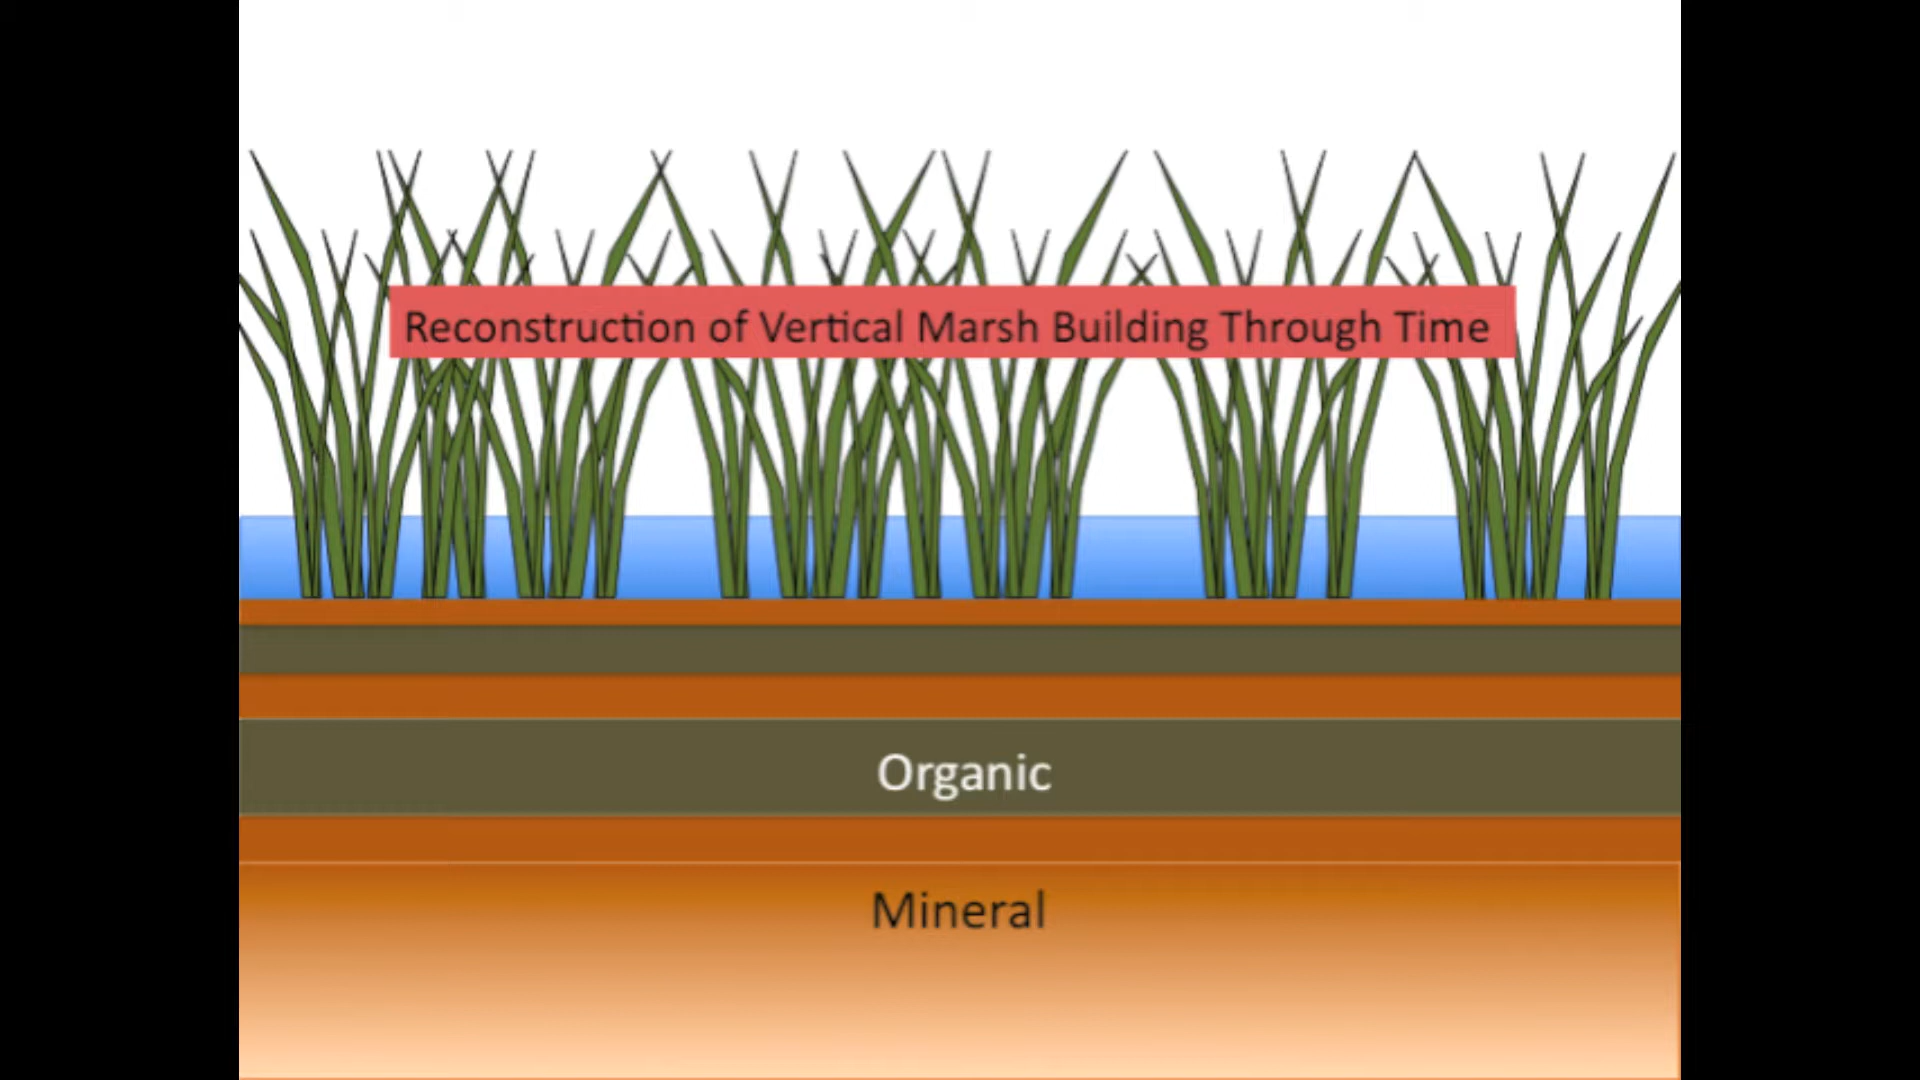 Reconstruction of Vertical Marsh Building Through Time
Organic
Mineral